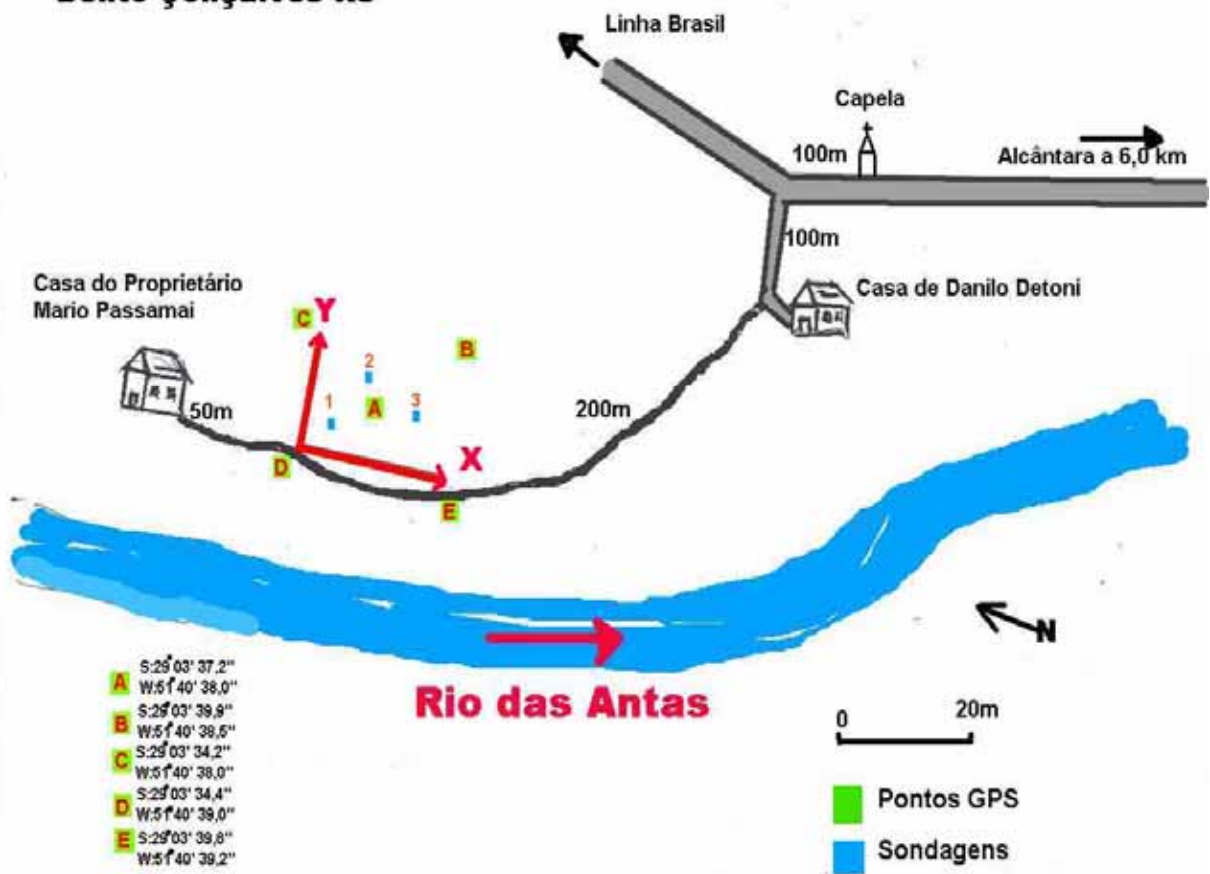 Linha Brasil
Capela
100m
Alcântara a 6,0 km
100m
Casa do Proprietário
Mario Passamai
Casa de Danilo Detoni
C
Y
B
2
1
A
3
50m
200m
X
D
E
N
Rio das Antas
A S:29° 03' 37,2"
W:51° 40' 38,0"
B S:29° 03' 39,9"
W:51° 40' 38,5"
C S:29° 03' 34,2"
W:51° 40' 38,0"
D S:29° 03' 34,4"
W:51° 40' 39,0"
E S:29° 03' 39,8"
W:51° 40' 39,2"
0 20m
Pontos GPS
Sondagens